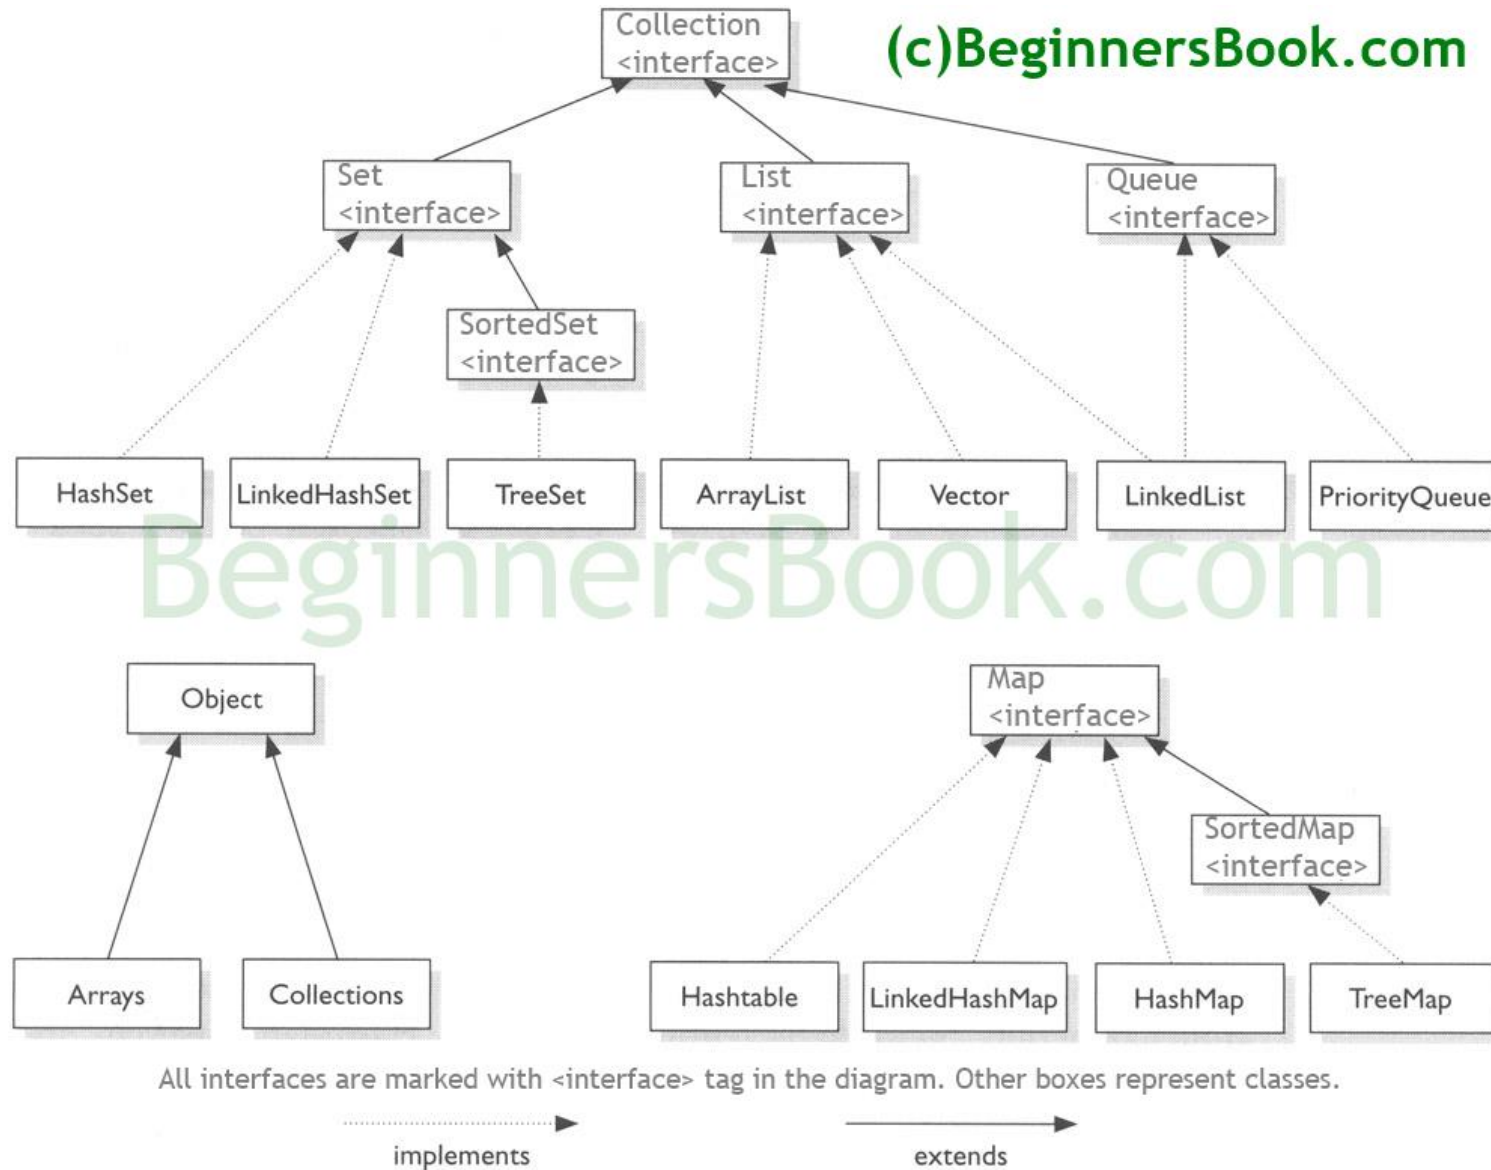 Collection
<interface>
(c)BeginnersBook.com
Set
<interface>
List
<interface>
Queue
<interface>
SortedSet
<interface>
HashSet
LinkedHashSet
TreeSet
ArrayList
Vector
LinkedList
PriorityQueue
BeginnersBook.com
Object
Map
<interface>
SortedMap
<interface>
Arrays
Collections
Hashtable
LinkedHashMap
HashMap
TreeMap
All interfaces are marked with <interface> tag in the diagram. Other boxes represent classes.
implements
extends